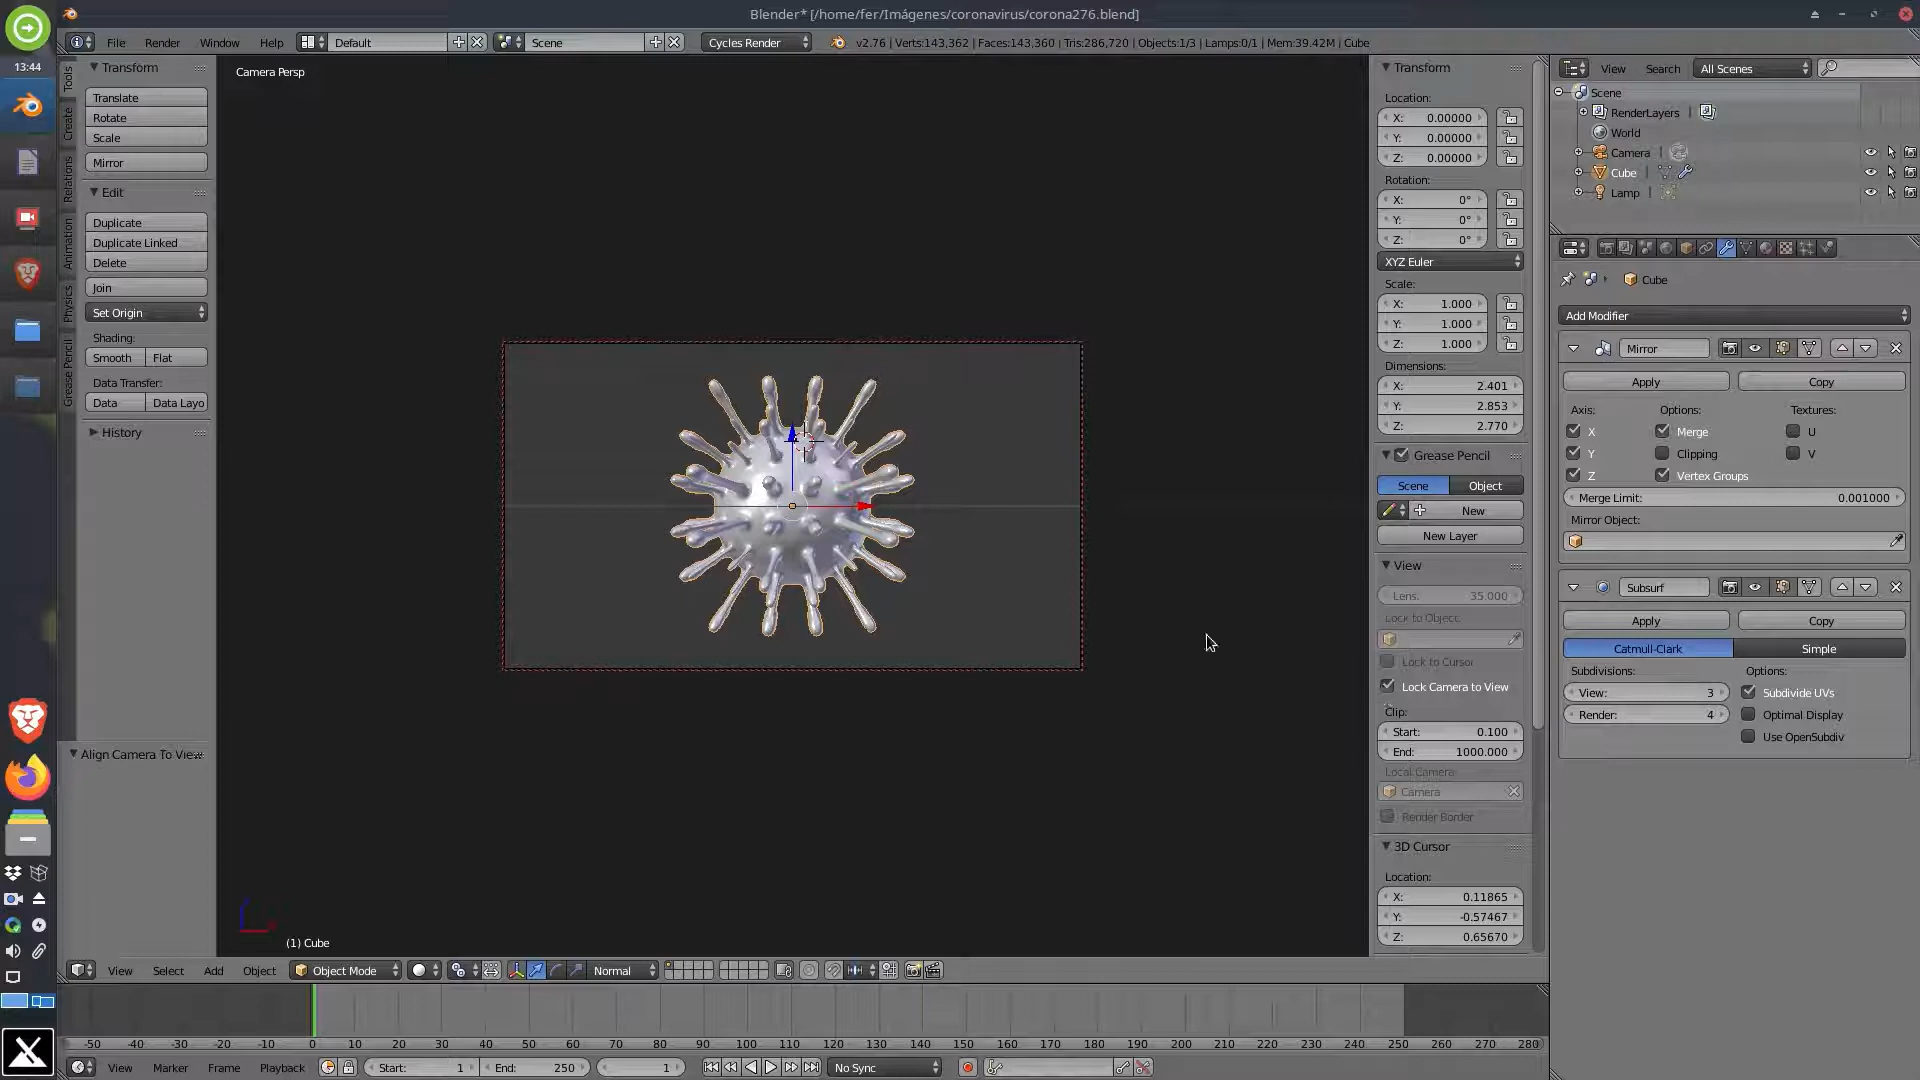 Blender* [/home/fer/Imágenes/coronavirus/corona276.blend]
File Render Window Help Default Scene Cycles Render v2.76 | Verts:143,362 | Faces:143,360 | Tris:286,720 | Objects:1/3 | Lamps:0/1 | Mem:39.42M | Cube
13:44
Tools
Create
Relations
Animation
Physics
Grease Pencil
Transform
Translate
Rotate
Scale
Mirror
Edit
Duplicate
Duplicate Linked
Delete
Join
Set Origin
Shading:
Smooth Flat
Data Transfer:
Data Data Layo
History
Align Camera To View
Camera Persp
(1) Cube
Transform
Location:
X: 0.00000
Y: 0.00000
Z: 0.00000
Rotation:
X: 0°
Y: 0°
Z: 0°
XYZ Euler
Scale:
X: 1.000
Y: 1.000
Z: 1.000
Dimensions:
X: 2.401
Y: 2.853
Z: 2.770
Grease Pencil
Scene Object
New
New Layer
View
Lens: 35.000
Lock to Object:
Lock to Cursor
Lock Camera to View
Clip:
Start: 0.100
End: 1000.000
Local Camera:
Camera
Render Border
3D Cursor
Location:
X: 0.11865
Y: -0.57467
Z: 0.65670
View Search All Scenes
Scene
RenderLayers |
World
Camera |
Cube |
Lamp |
Cube
Add Modifier
Mirror
Apply Copy
Axis: Options: Textures:
X Merge U
Y Clipping V
Z Vertex Groups
Merge Limit: 0.001000
Mirror Object:
Subsurf
Apply Copy
Catmull-Clark Simple
Subdivisions: Options:
View: 3 Subdivide UVs
Render: 4 Optimal Display
Use OpenSubdiv
View Select Add Object Object Mode Normal
-50 -40 -30 -20 -10 0 10 20 30 40 50 60 70 80 90 100 110 120 130 140 150 160 170 180 190 200 210 220 230 240 250 260 270 280
View Marker Frame Playback Start: 1 End: 250 1 No Sync